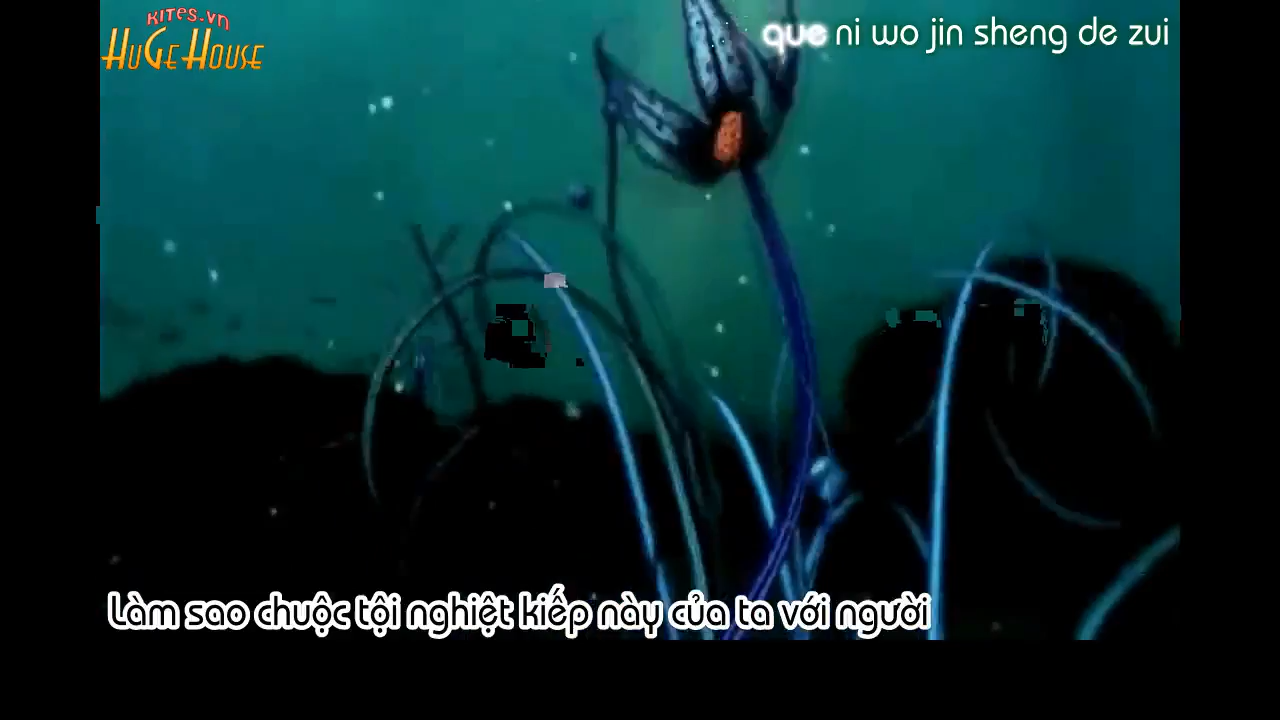 KITES.VN
HUGE HOUSE
que ni wo jin sheng de zui
Làm sao chuộc tội nghiệt kiếp này của ta với người